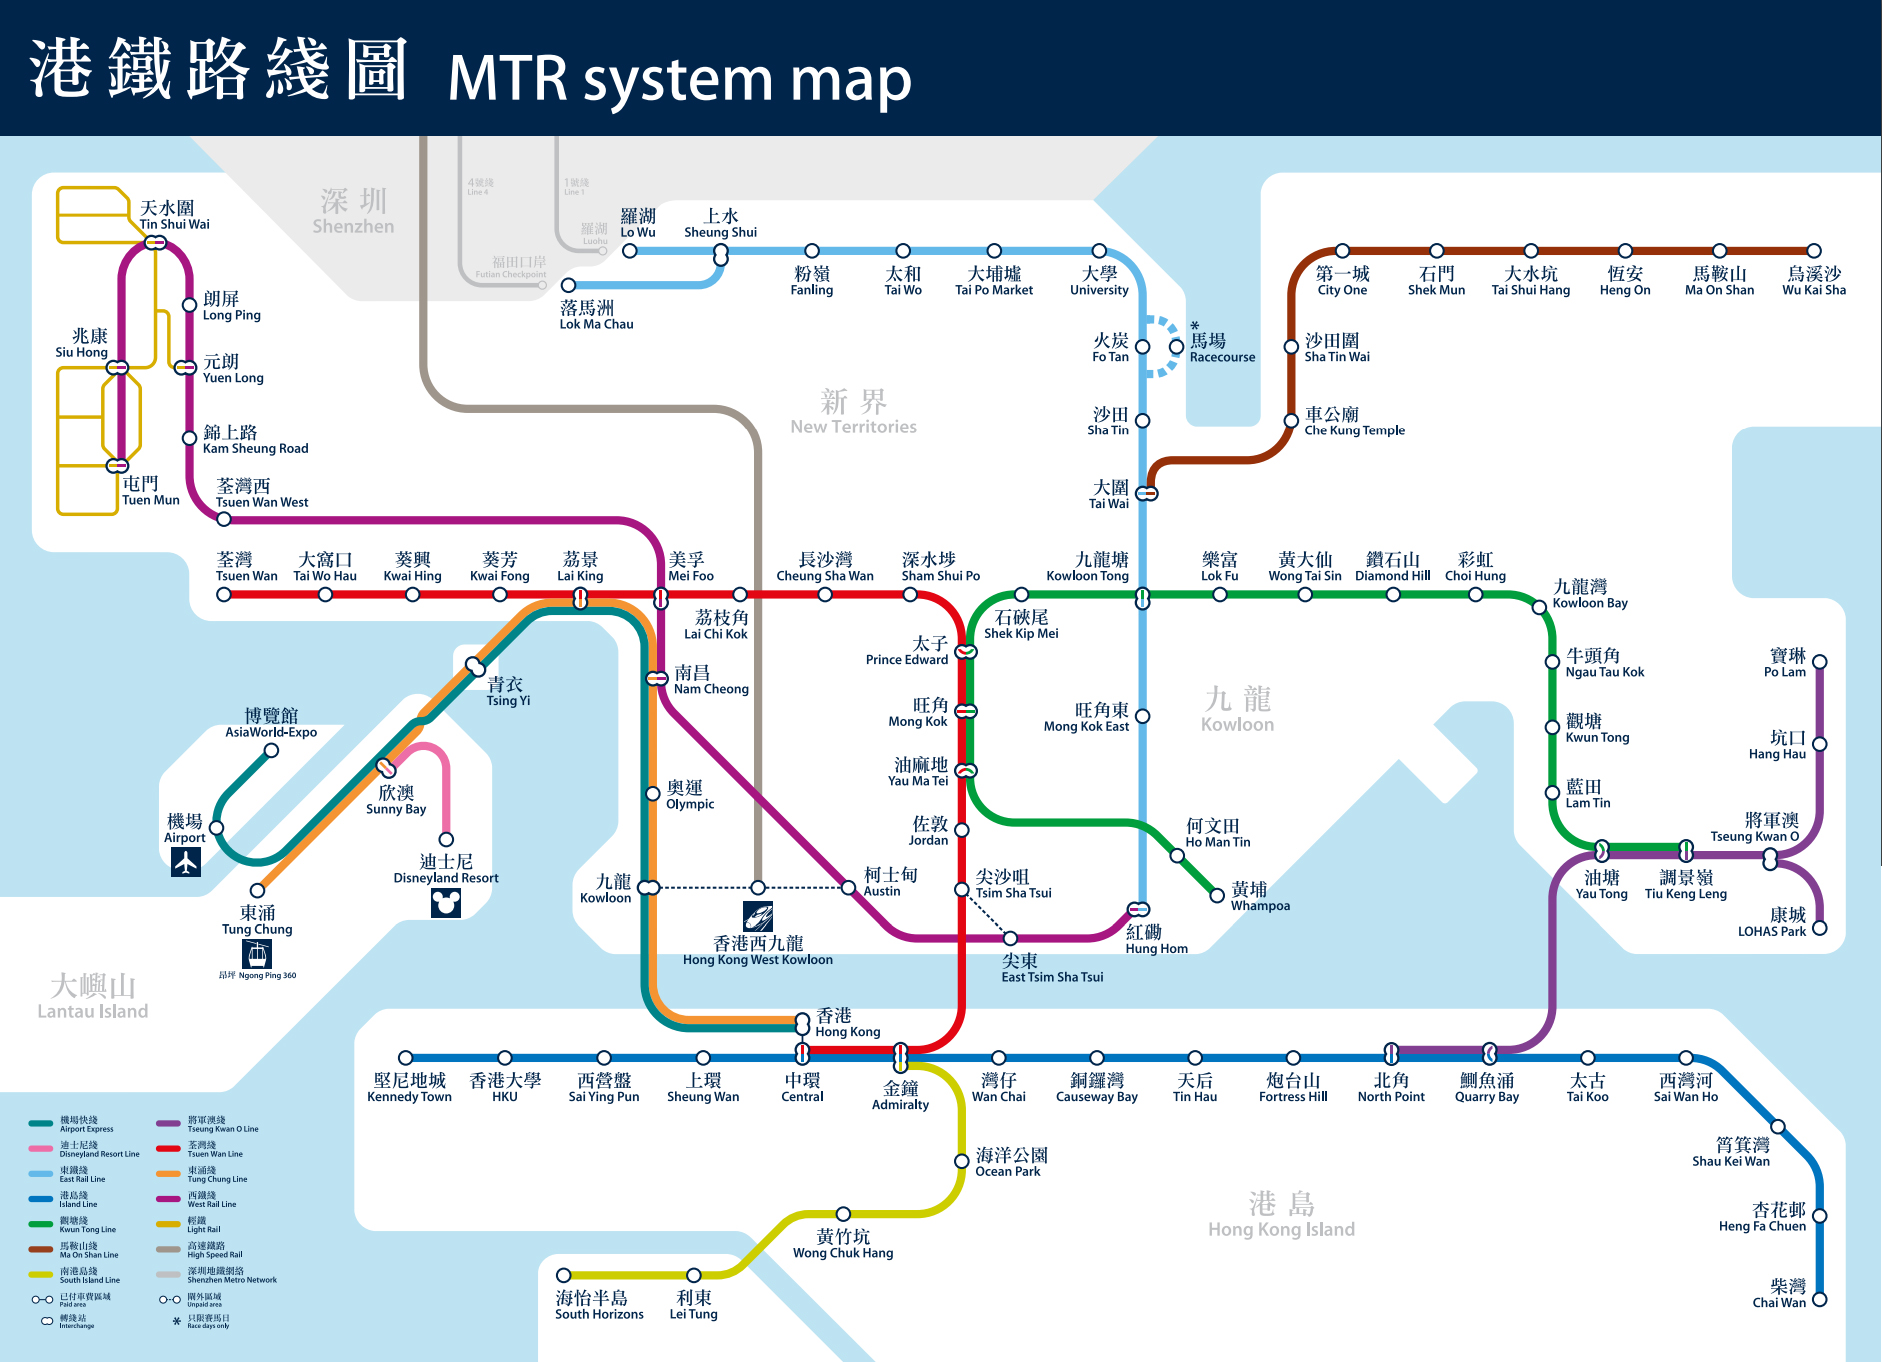 港鐵路綫圖 MTR system map
深圳
Shenzhen
4號綫
Line 4
1號綫
Line 1
羅湖
Luohu
福田口岸
Futian Checkpoint
天水圍
Tin Shui Wai
朗屏
Long Ping
兆康
Siu Hong
元朗
Yuen Long
錦上路
Kam Sheung Road
屯門
Tuen Mun
荃灣西
Tsuen Wan West
羅湖
Lo Wu
上水
Sheung Shui
落馬洲
Lok Ma Chau
粉嶺
Fanling
太和
Tai Wo
大埔墟
Tai Po Market
大學
University
火炭
Fo Tan
*
馬場
Racecourse
沙田
Sha Tin
大圍
Tai Wai
第一城
City One
石門
Shek Mun
大水坑
Tai Shui Hang
恆安
Heng On
馬鞍山
Ma On Shan
烏溪沙
Wu Kai Sha
沙田圍
Sha Tin Wai
車公廟
Che Kung Temple
新界
New Territories
荃灣
Tsuen Wan
大窩口
Tai Wo Hau
葵興
Kwai Hing
葵芳
Kwai Fong
荔景
Lai King
美孚
Mei Foo
荔枝角
Lai Chi Kok
長沙灣
Cheung Sha Wan
深水埗
Sham Shui Po
石硤尾
Shek Kip Mei
九龍塘
Kowloon Tong
樂富
Lok Fu
黃大仙
Wong Tai Sin
鑽石山
Diamond Hill
彩虹
Choi Hung
九龍灣
Kowloon Bay
牛頭角
Ngau Tau Kok
觀塘
Kwun Tong
藍田
Lam Tin
油塘
Yau Tong
調景嶺
Tiu Keng Leng
將軍澳
Tseung Kwan O
寶琳
Po Lam
坑口
Hang Hau
康城
LOHAS Park
太子
Prince Edward
旺角
Mong Kok
油麻地
Yau Ma Tei
佐敦
Jordan
尖沙咀
Tsim Sha Tsui
旺角東
Mong Kok East
九龍
Kowloon
何文田
Ho Man Tin
黃埔
Whampoa
紅磡
Hung Hom
尖東
East Tsim Sha Tsui
柯士甸
Austin
香港西九龍
Hong Kong West Kowloon
九龍
Kowloon
奧運
Olympic
南昌
Nam Cheong
青衣
Tsing Yi
博覽館
AsiaWorld-Expo
機場
Airport
欣澳
Sunny Bay
迪士尼
Disneyland Resort
東涌
Tung Chung
昂坪 Ngong Ping 360
大嶼山
Lantau Island
香港
Hong Kong
堅尼地城
Kennedy Town
香港大學
HKU
西營盤
Sai Ying Pun
上環
Sheung Wan
中環
Central
金鐘
Admiralty
灣仔
Wan Chai
銅鑼灣
Causeway Bay
天后
Tin Hau
炮台山
Fortress Hill
北角
North Point
鰂魚涌
Quarry Bay
太古
Tai Koo
西灣河
Sai Wan Ho
筲箕灣
Shau Kei Wan
杏花邨
Heng Fa Chuen
柴灣
Chai Wan
海洋公園
Ocean Park
黃竹坑
Wong Chuk Hang
利東
Lei Tung
海怡半島
South Horizons
港島
Hong Kong Island
機場快綫
Airport Express
迪士尼綫
Disneyland Resort Line
東鐵綫
East Rail Line
港島綫
Island Line
觀塘綫
Kwun Tong Line
馬鞍山綫
Ma On Shan Line
南港島綫
South Island Line
已付車費區域
Paid area
轉綫站
Interchange
將軍澳綫
Tseung Kwan O Line
荃灣綫
Tsuen Wan Line
東涌綫
Tung Chung Line
西鐵綫
West Rail Line
輕鐵
Light Rail
高速鐵路
High Speed Rail
深圳地鐵網絡
Shenzhen Metro Network
閘外區域
Unpaid area
* 只限賽馬日
Race days only